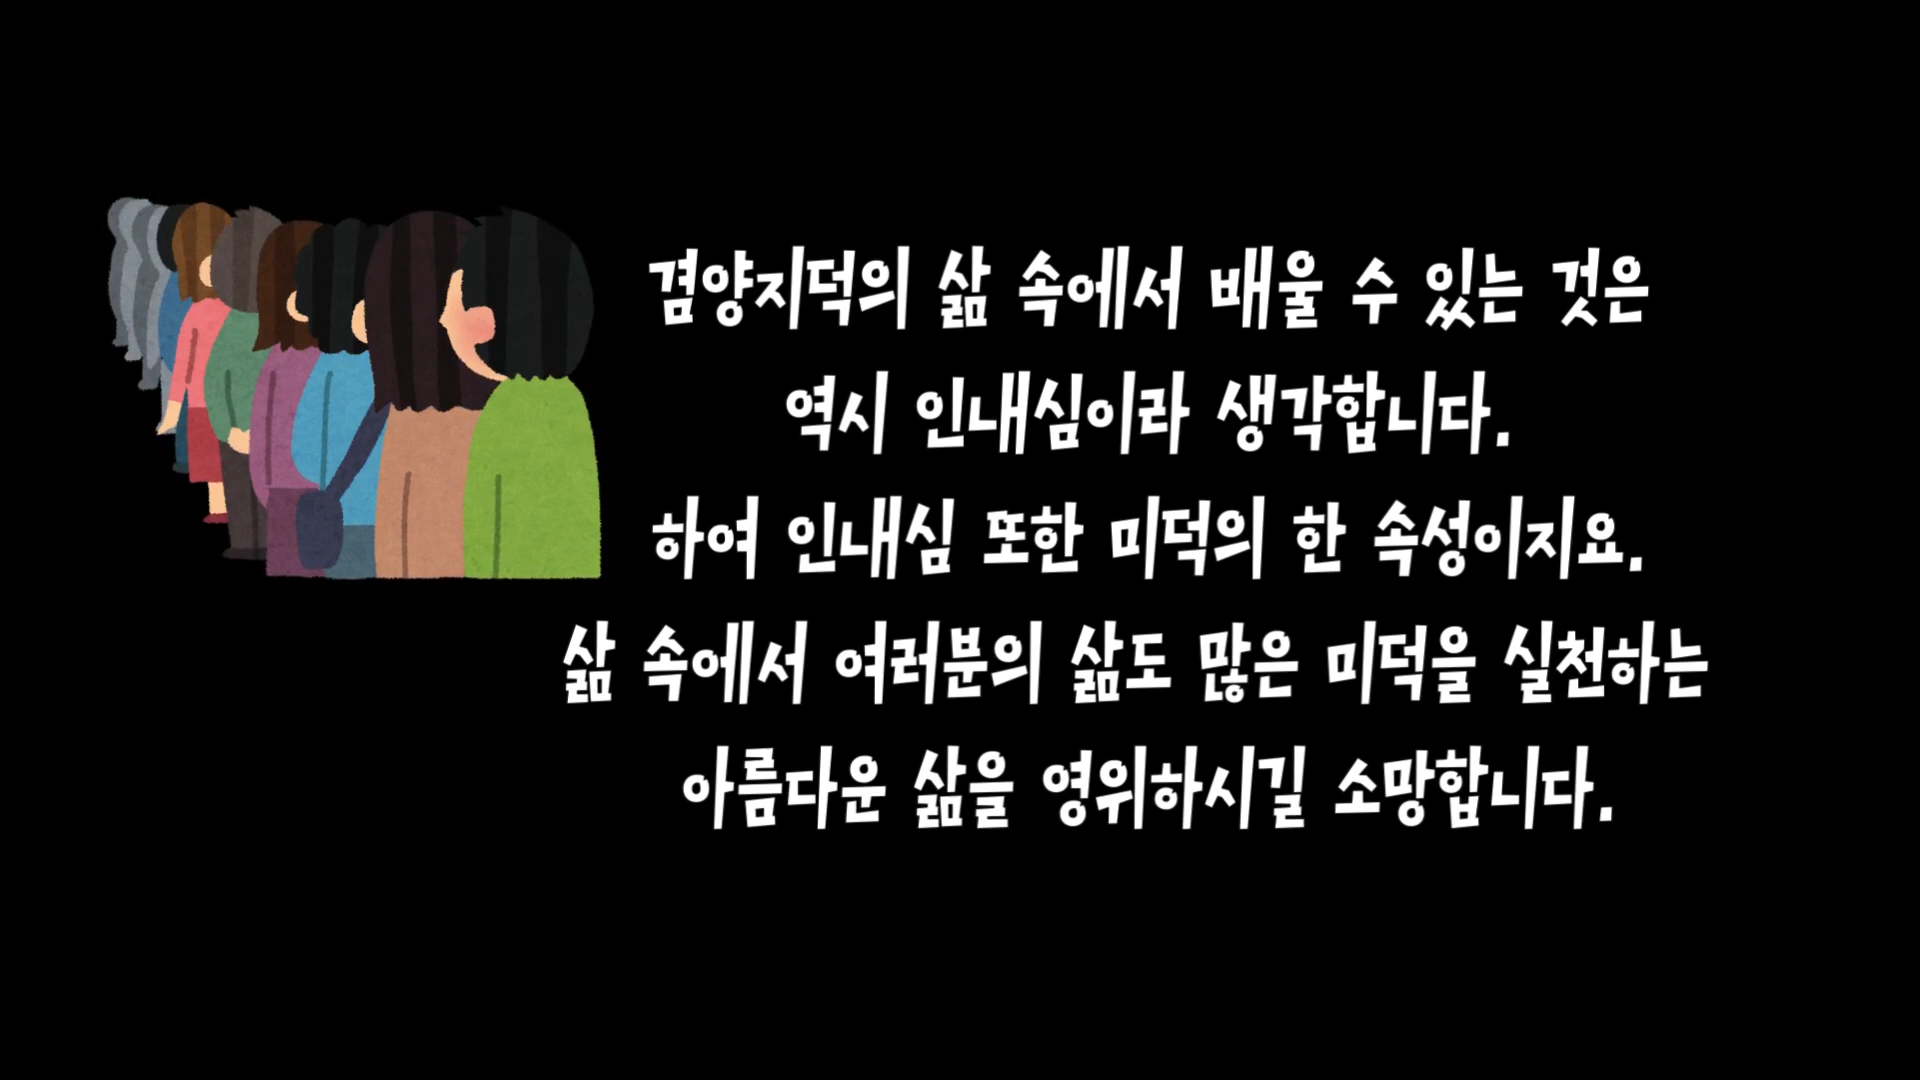 겸양지덕의 삶 속에서 배울 수 있는 것은
역시 인내심이라 생각합니다.
하여 인내심 또한 미덕의 한 속성이지요.
삶 속에서 여러분의 삶도 많은 미덕을 실천하는
아름다운 삶을 영위하시길 소망합니다.